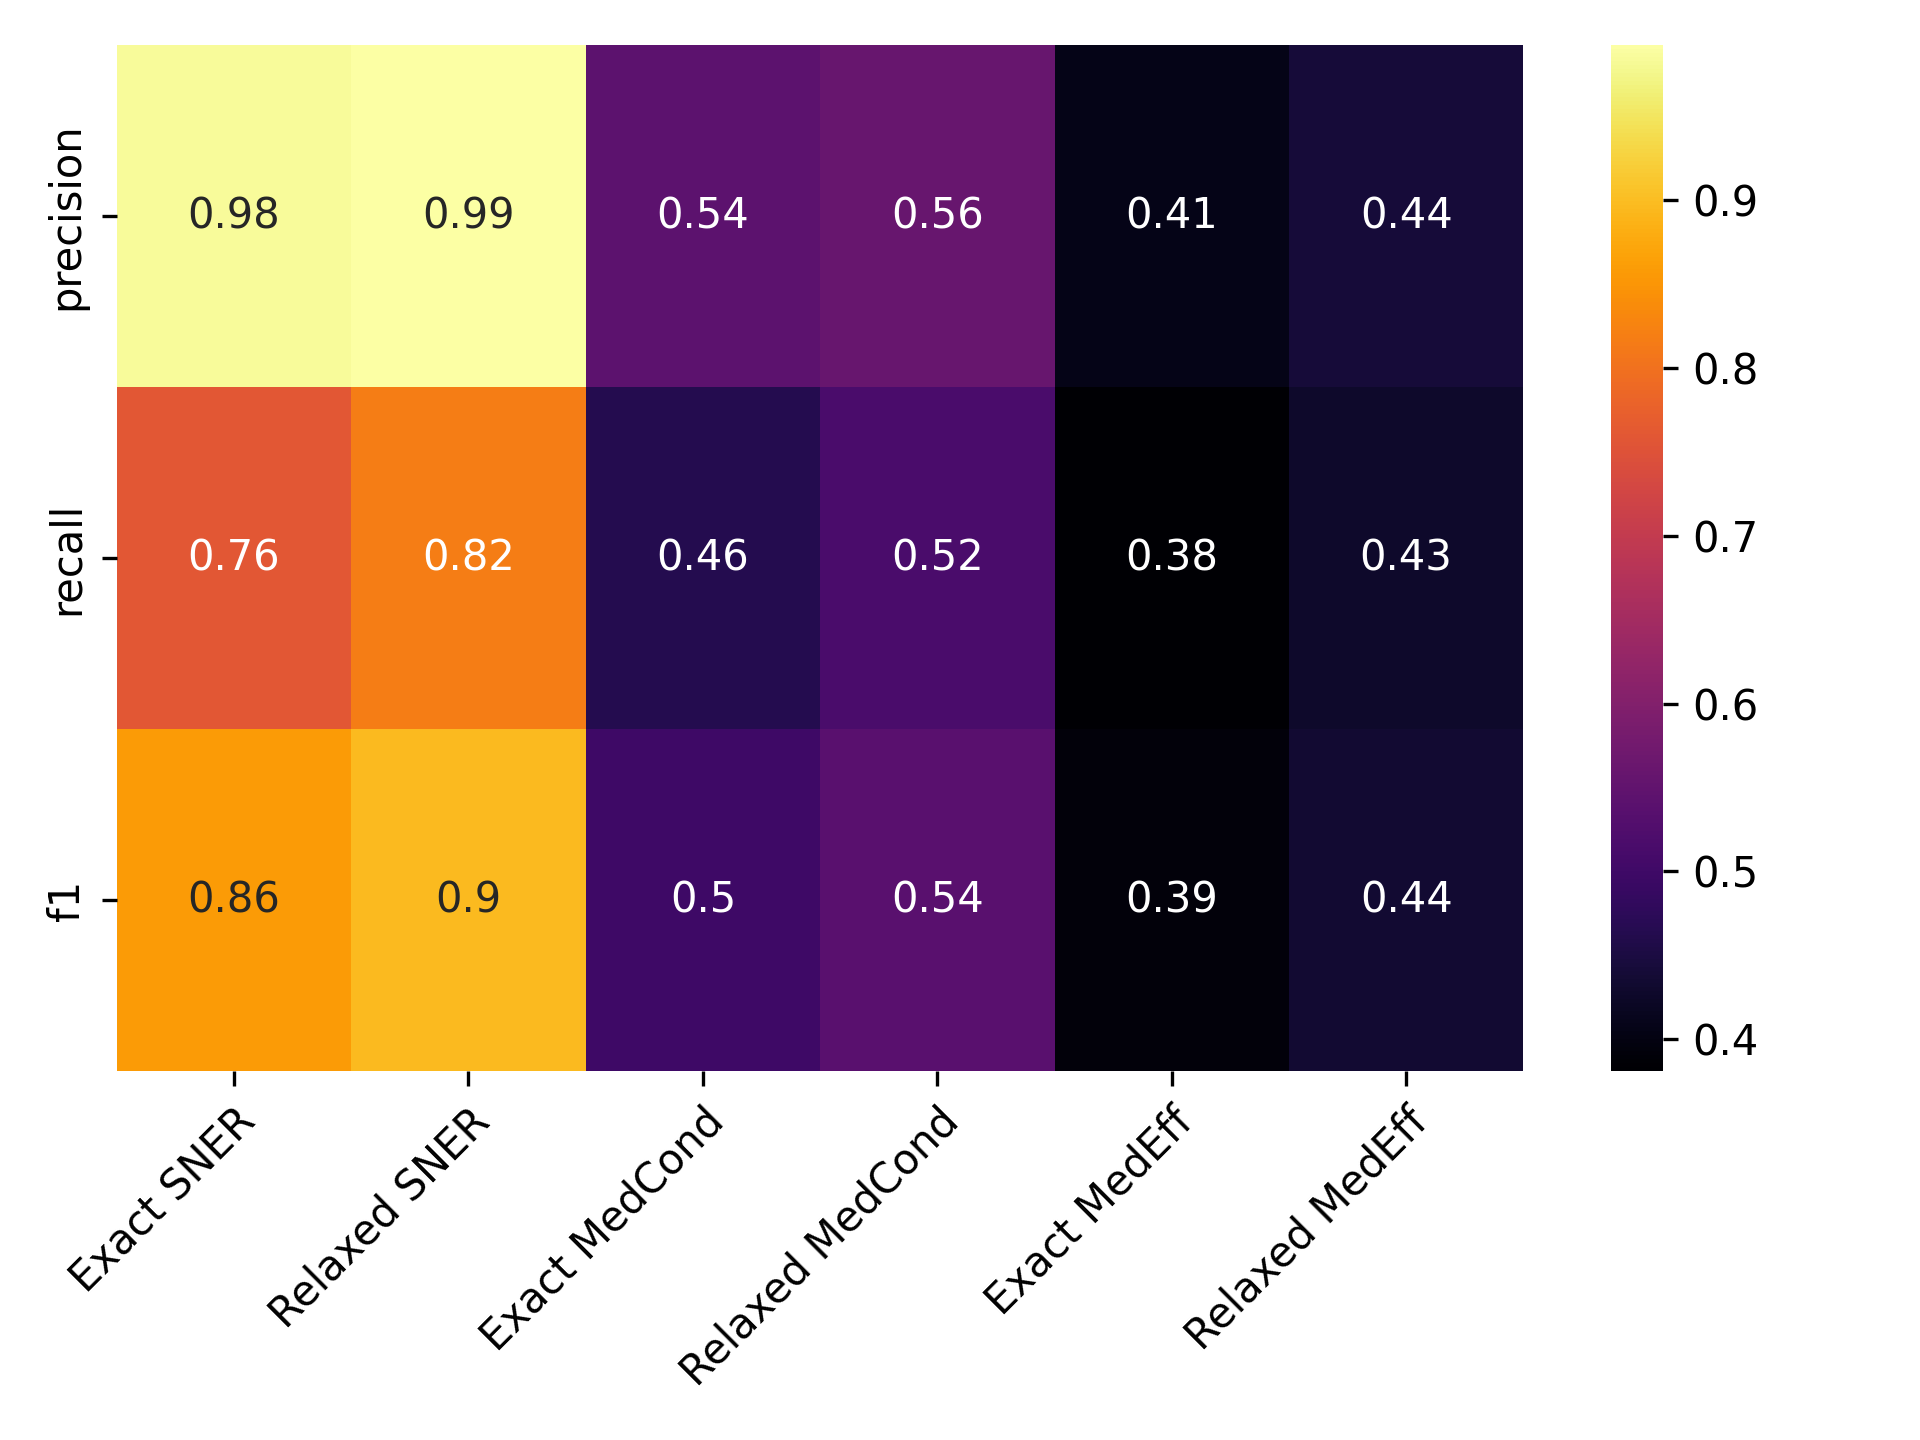 precision 0.98 0.99 0.54 0.56 0.41 0.44
recall 0.76 0.82 0.46 0.52 0.38 0.43
f1 0.86 0.9 0.5 0.54 0.39 0.44
Exact SNER
Relaxed SNER
Exact MedCond
Relaxed MedCond
Exact MedEff
Relaxed MedEff
0.9
0.8
0.7
0.6
0.5
0.4